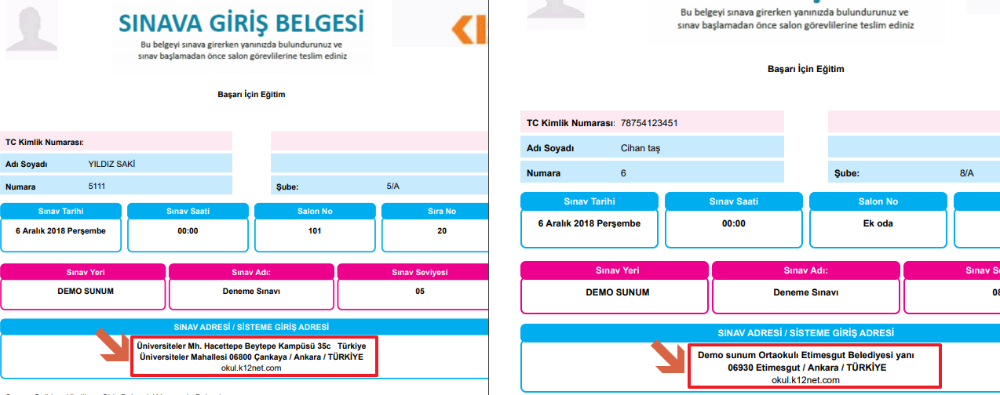 SINAVA GİRİŞ BELGESİ
Bu belgeyi sınava girerken yanınızda bulundurunuz ve
sınav başlamadan önce salon görevlilerine teslim ediniz
Başarı İçin Eğitim
TC Kimlik Numarası:
Adı Soyadı YILDIZ SAKİ
Numara 5111 Şube: 5/A
Sınav Tarihi Sınav Saati Salon No Sıra No
6 Aralık 2018 Perşembe 00:00 101 20
Sınav Yeri Sınav Adı: Sınav Seviyesi
DEMO SUNUM Deneme Sınavı 05
SINAV ADRESİ / SİSTEME GİRİŞ ADRESİ
Üniversiteler Mh. Hacettepe Beytepe Kampüsü 35c Türkiye
Üniversiteler Mahallesi 06800 Çankaya / Ankara / TÜRKİYE
okul.k12net.com
Bu belgeyi sınava girerken yanınızda bulundurunuz ve
sınav başlamadan önce salon görevlilerine teslim ediniz
Başarı İçin Eğitim
TC Kimlik Numarası: 78754123451
Adı Soyadı Cihan taş
Numara 6 Şube: 8/A
Sınav Tarihi Sınav Saati Salon No
6 Aralık 2018 Perşembe 00:00 Ek oda
Sınav Yeri Sınav Adı: Sınav
DEMO SUNUM Deneme Sınavı
SINAV ADRESİ / SİSTEME GİRİŞ ADRESİ
Demo sunum Ortaokulı Etimesgut Belediyesi yanı
06930 Etimesgut / Ankara / TÜRKİYE
okul.k12net.com